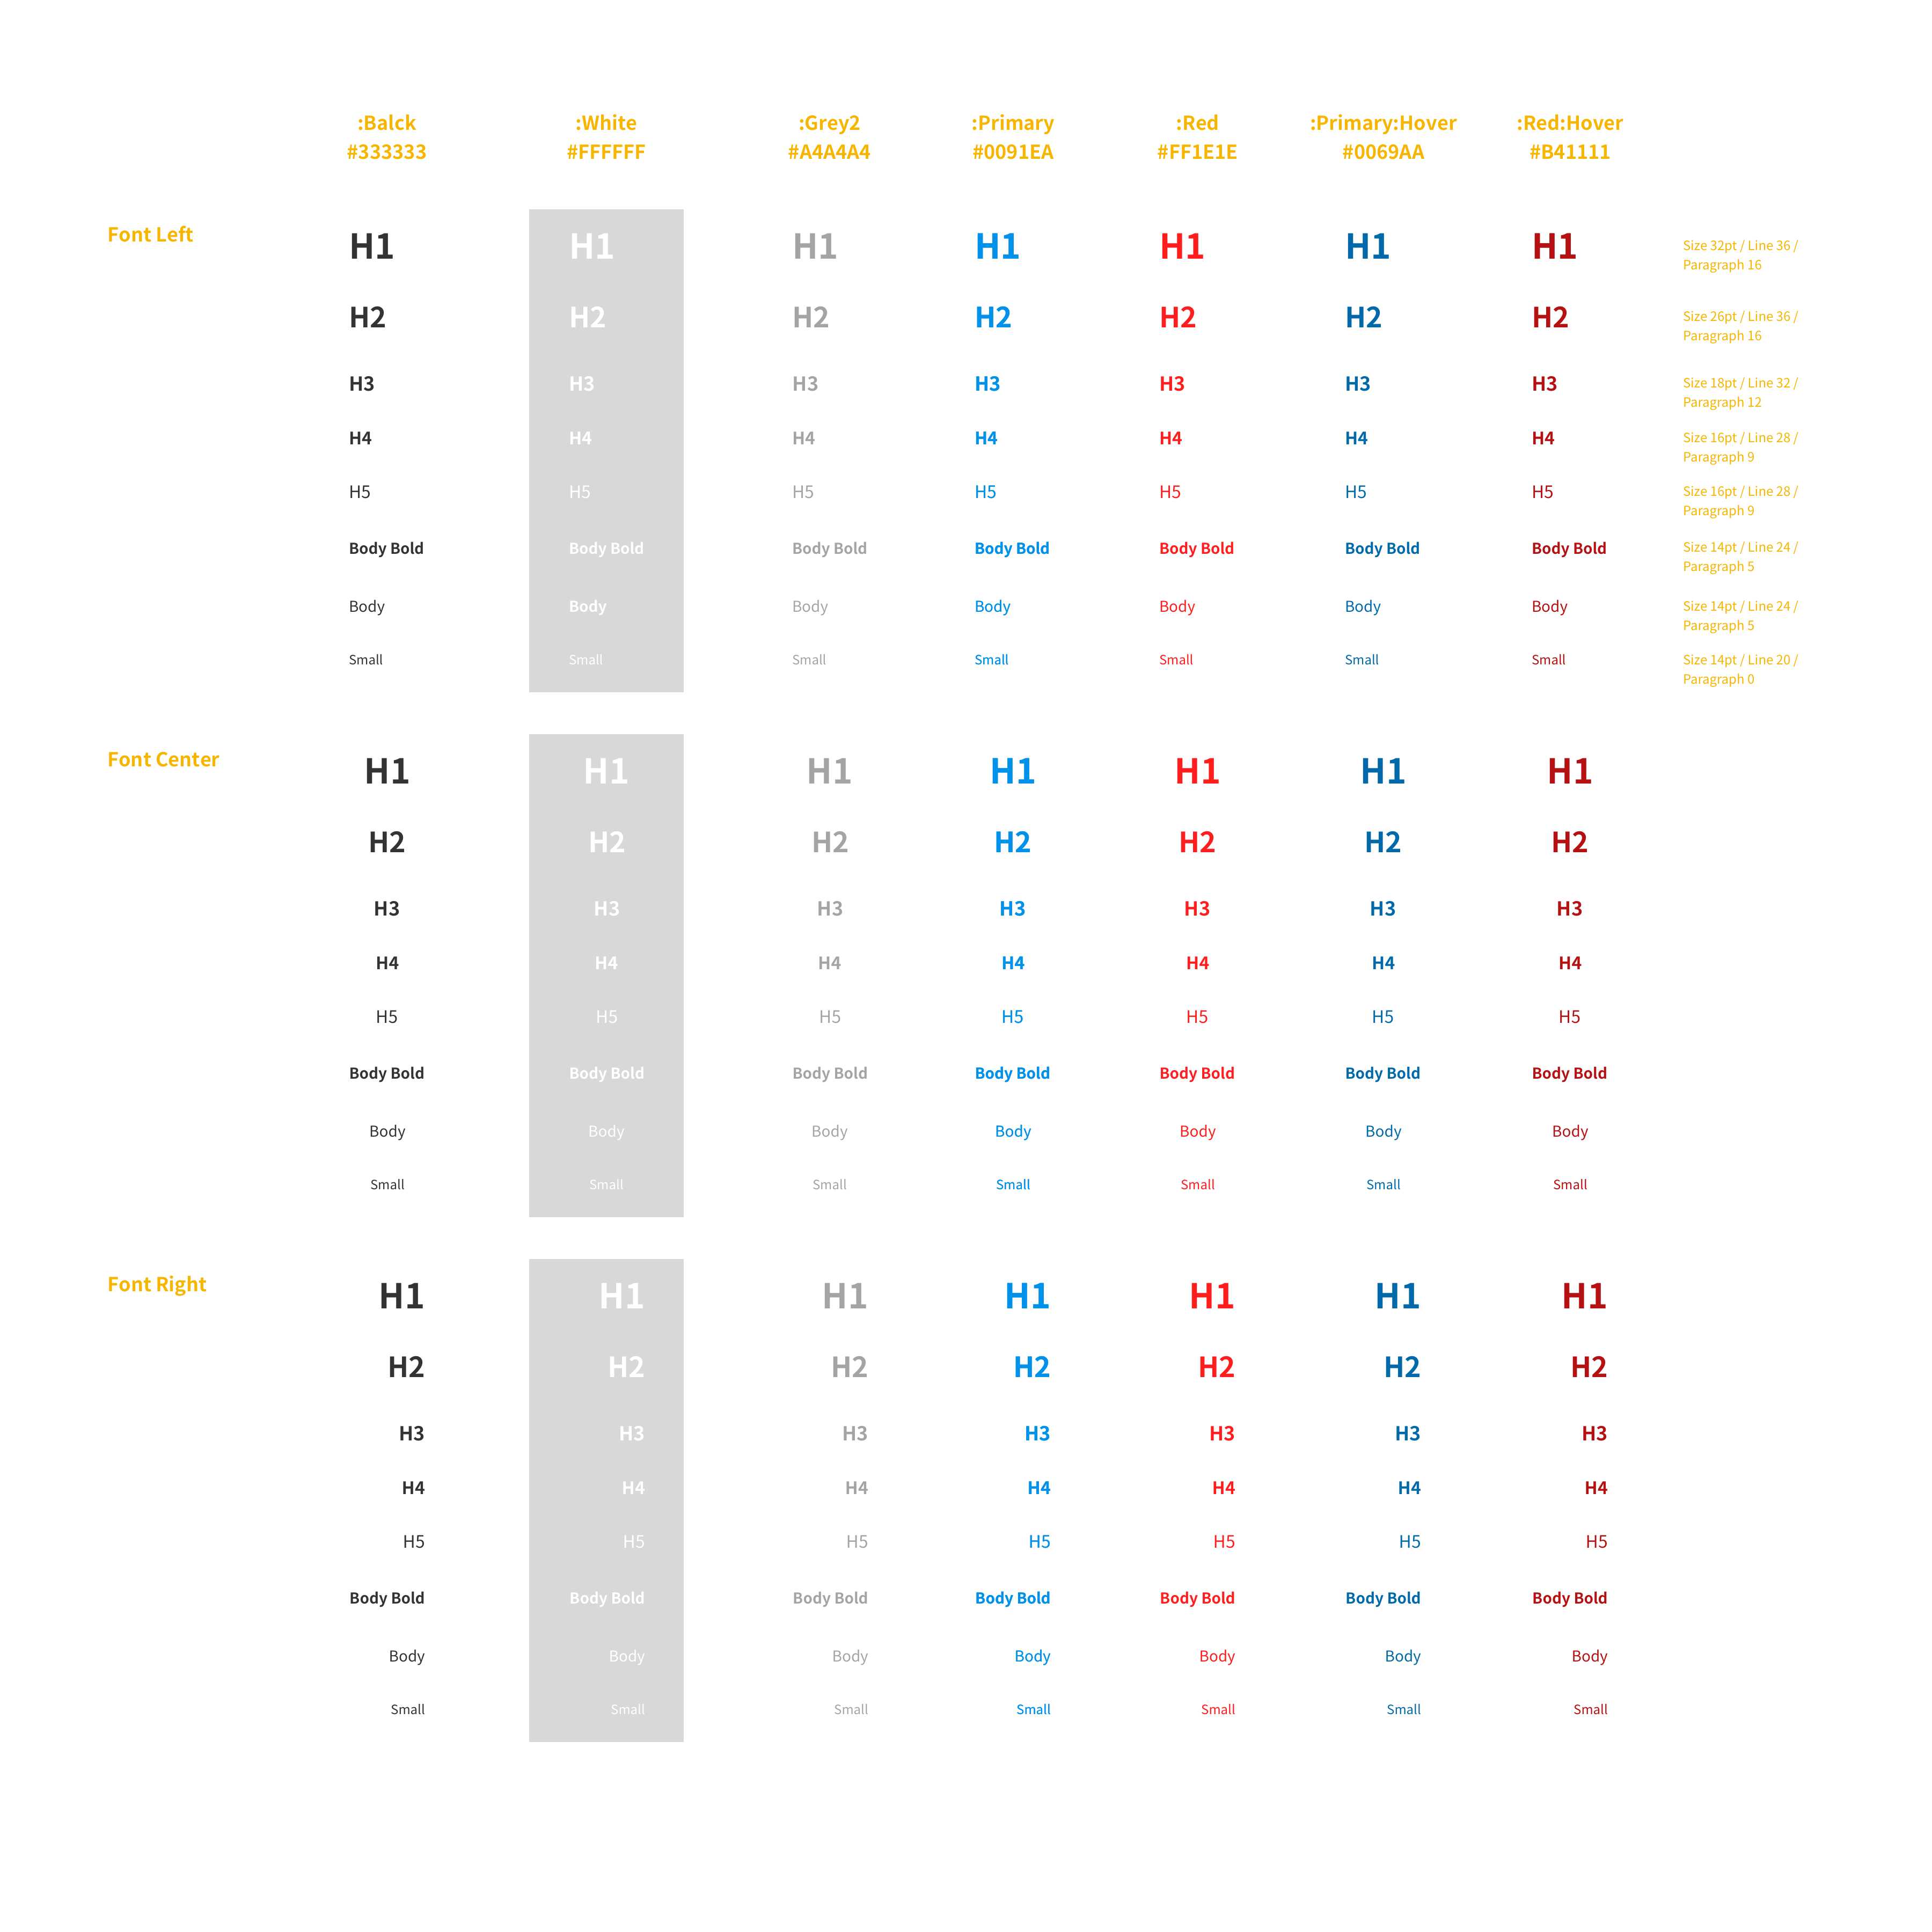 :Balck :White :Grey2 :Primary :Red :Primary:Hover :Red:Hover
#333333 #FFFFFF #A4A4A4 #0091EA #FF1E1E #0069AA #B41111
Font Left
H1 H1 H1 H1 H1 H1 H1 Size 32pt / Line 36 /
Paragraph 16
H2 H2 H2 H2 H2 H2 H2 Size 26pt / Line 36 /
Paragraph 16
H3 H3 H3 H3 H3 H3 H3 Size 18pt / Line 32 /
Paragraph 12
H4 H4 H4 H4 H4 H4 H4 Size 16pt / Line 28 /
Paragraph 9
H5 H5 H5 H5 H5 H5 H5 Size 16pt / Line 28 /
Paragraph 9
Body Bold Body Bold Body Bold Body Bold Body Bold Body Bold Body Bold Size 14pt / Line 24 /
Paragraph 5
Body Body Body Body Body Body Body Size 14pt / Line 24 /
Paragraph 5
Small Small Small Small Small Small Small Size 14pt / Line 20 /
Paragraph 0
Font Center
H1 H1 H1 H1 H1 H1 H1
H2 H2 H2 H2 H2 H2 H2
H3 H3 H3 H3 H3 H3 H3
H4 H4 H4 H4 H4 H4 H4
H5 H5 H5 H5 H5 H5 H5
Body Bold Body Bold Body Bold Body Bold Body Bold Body Bold Body Bold
Body Body Body Body Body Body Body
Small Small Small Small Small Small Small
Font Right
H1 H1 H1 H1 H1 H1 H1
H2 H2 H2 H2 H2 H2 H2
H3 H3 H3 H3 H3 H3 H3
H4 H4 H4 H4 H4 H4 H4
H5 H5 H5 H5 H5 H5 H5
Body Bold Body Bold Body Bold Body Bold Body Bold Body Bold Body Bold
Body Body Body Body Body Body Body
Small Small Small Small Small Small Small